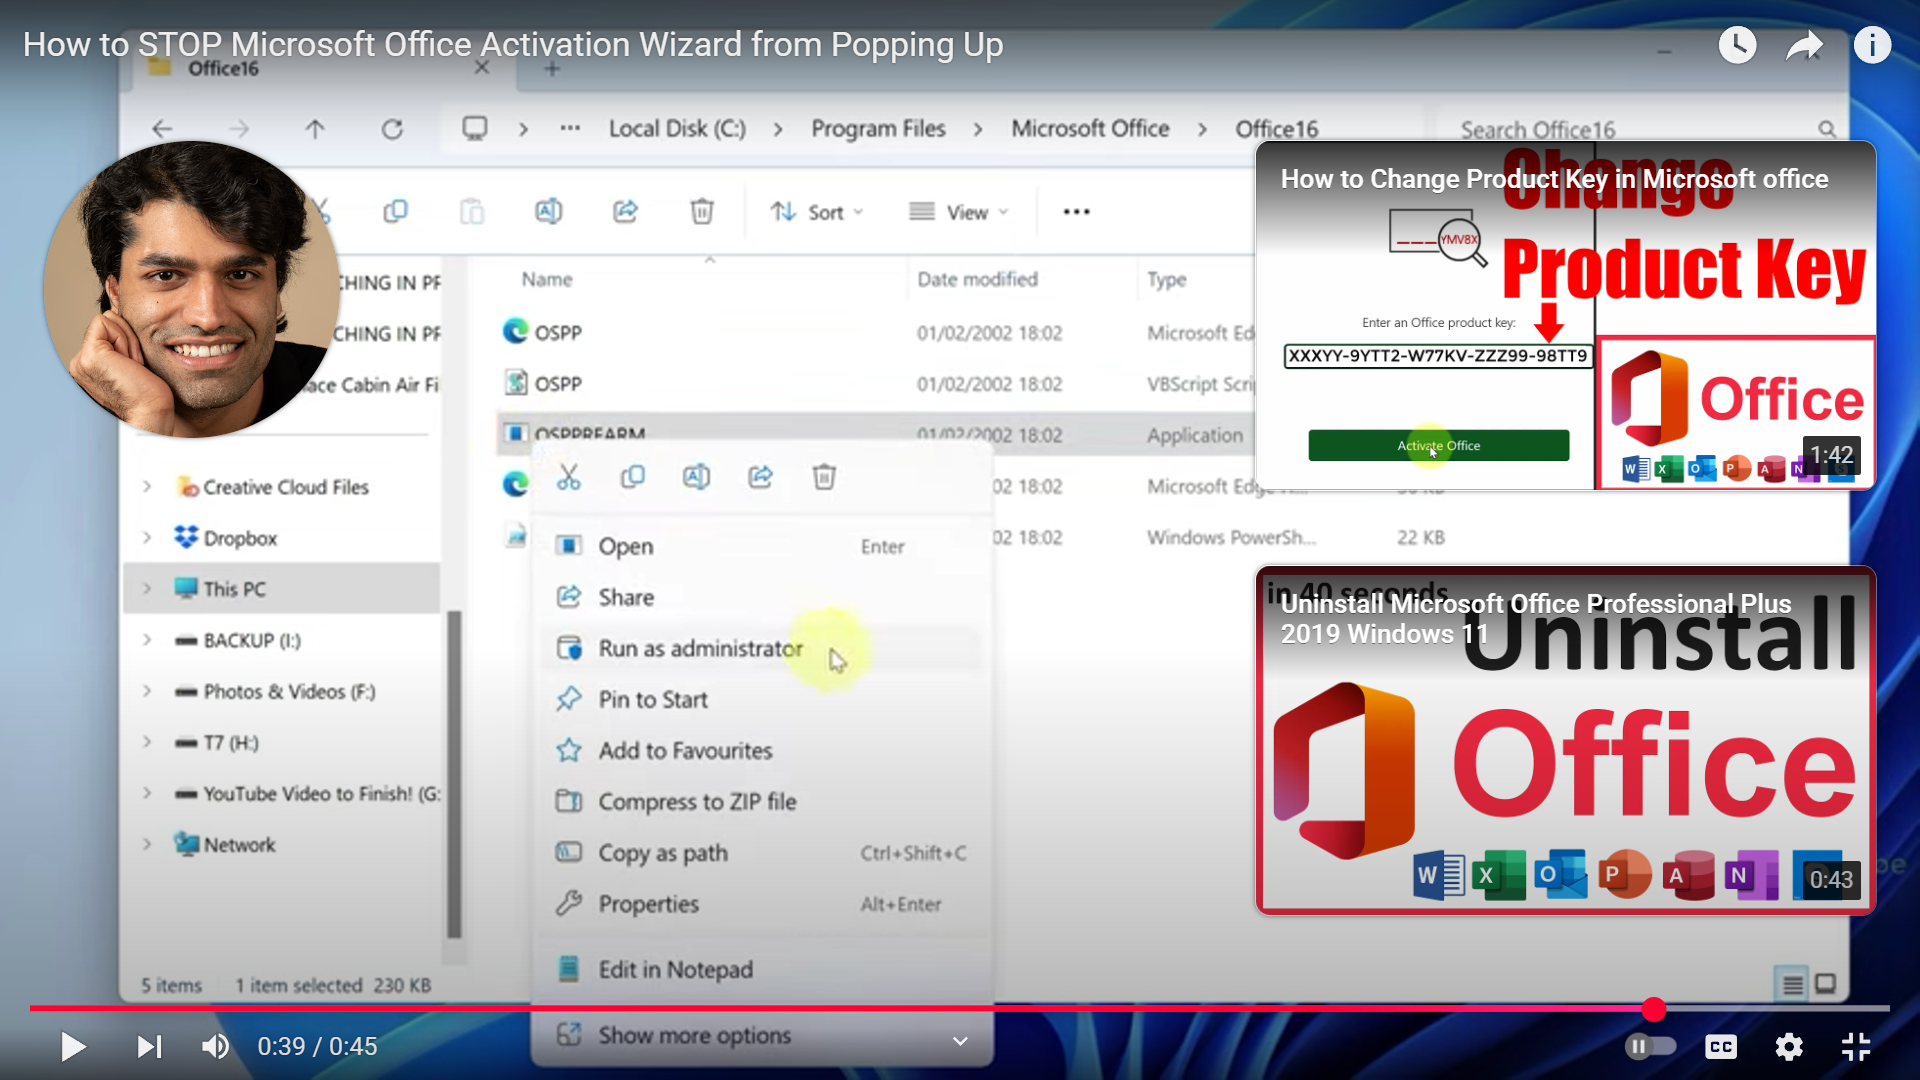 How to STOP Microsoft Office Activation Wizard from Popping Up
Office16
Local Disk (C:) > Program Files > Microsoft Office > Office16
Search Office16
Sort
View
Name
Date modified
Type
OSPP 01/02/2002 18:02
OSPP 01/02/2002 18:02 VBScript Scri
OSPPREARM 01/02/2002 18:02 Application
02 18:02 Microsoft Edge
02 18:02 Windows PowerSh... 22 KB
CHING IN PR
CHING IN PR
ace Cabin Air Fi
Creative Cloud Files
Dropbox
This PC
BACKUP (I:)
Photos & Videos (F:)
T7 (H:)
YouTube Video to Finish! (G:
Network
5 items 1 item selected 230 KB
Open Enter
Share
Run as administrator
Pin to Start
Add to Favourites
Compress to ZIP file
Copy as path Ctrl+Shift+C
Properties Alt+Enter
Edit in Notepad
Show more options
How to Change Product Key in Microsoft office
Change
Product Key
YMV8X
Enter an Office product key:
XXXYY-9YTT2-W77KV-ZZZ99-98TT9
Activate Office
Office
W X O P A N
1:42
in 40 seconds
Uninstall Microsoft Office Professional Plus
2019 Windows 11
Uninstall
Office
W X O P A N
0:43
0:39 / 0:45
CC